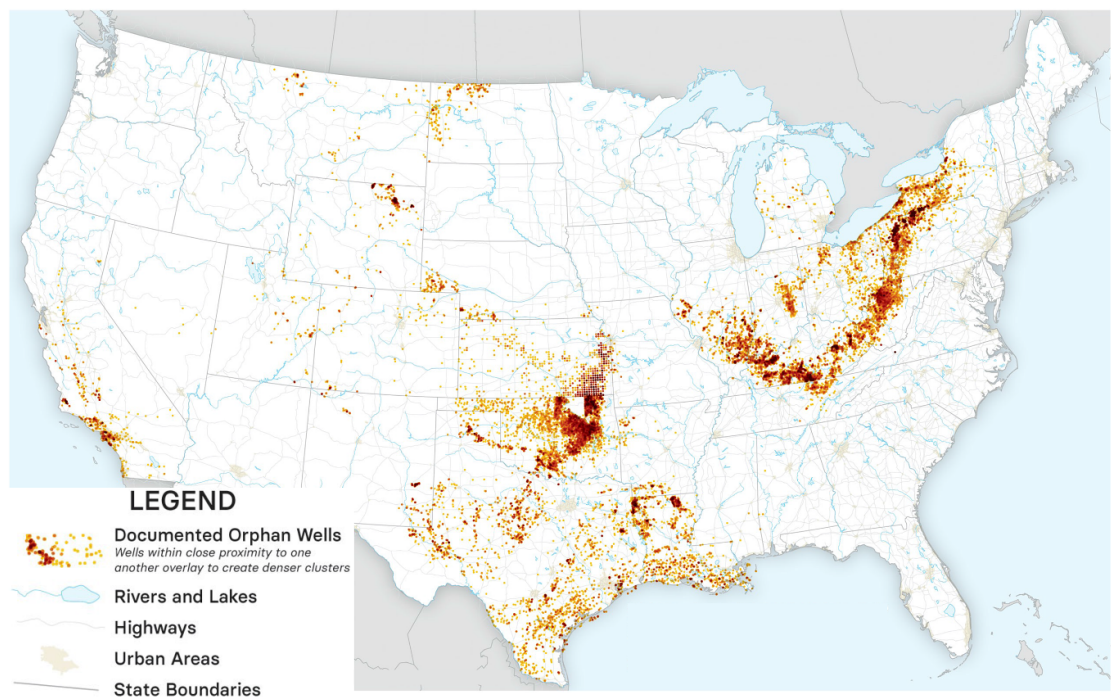 LEGEND
Documented Orphan Wells
Wells within close proximity to one
another overlay to create denser clusters
Rivers and Lakes
Highways
Urban Areas
State Boundaries